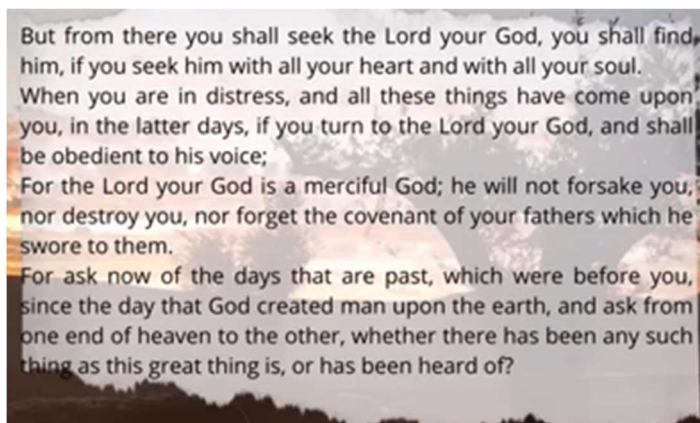 But from there you shall seek the Lord your God, you shall find
him, if you seek him with all your heart and with all your soul.
When you are in distress, and all these things have come upon
you, in the latter days, if you turn to the Lord your God, and shall
be obedient to his voice;
For the Lord your God is a merciful God; he will not forsake you,
nor destroy you, nor forget the covenant of your fathers which he
swore to them.
For ask now of the days that are past, which were before you,
since the day that God created man upon the earth, and ask from
one end of heaven to the other, whether there has been any such
thing as this great thing is, or has been heard of?